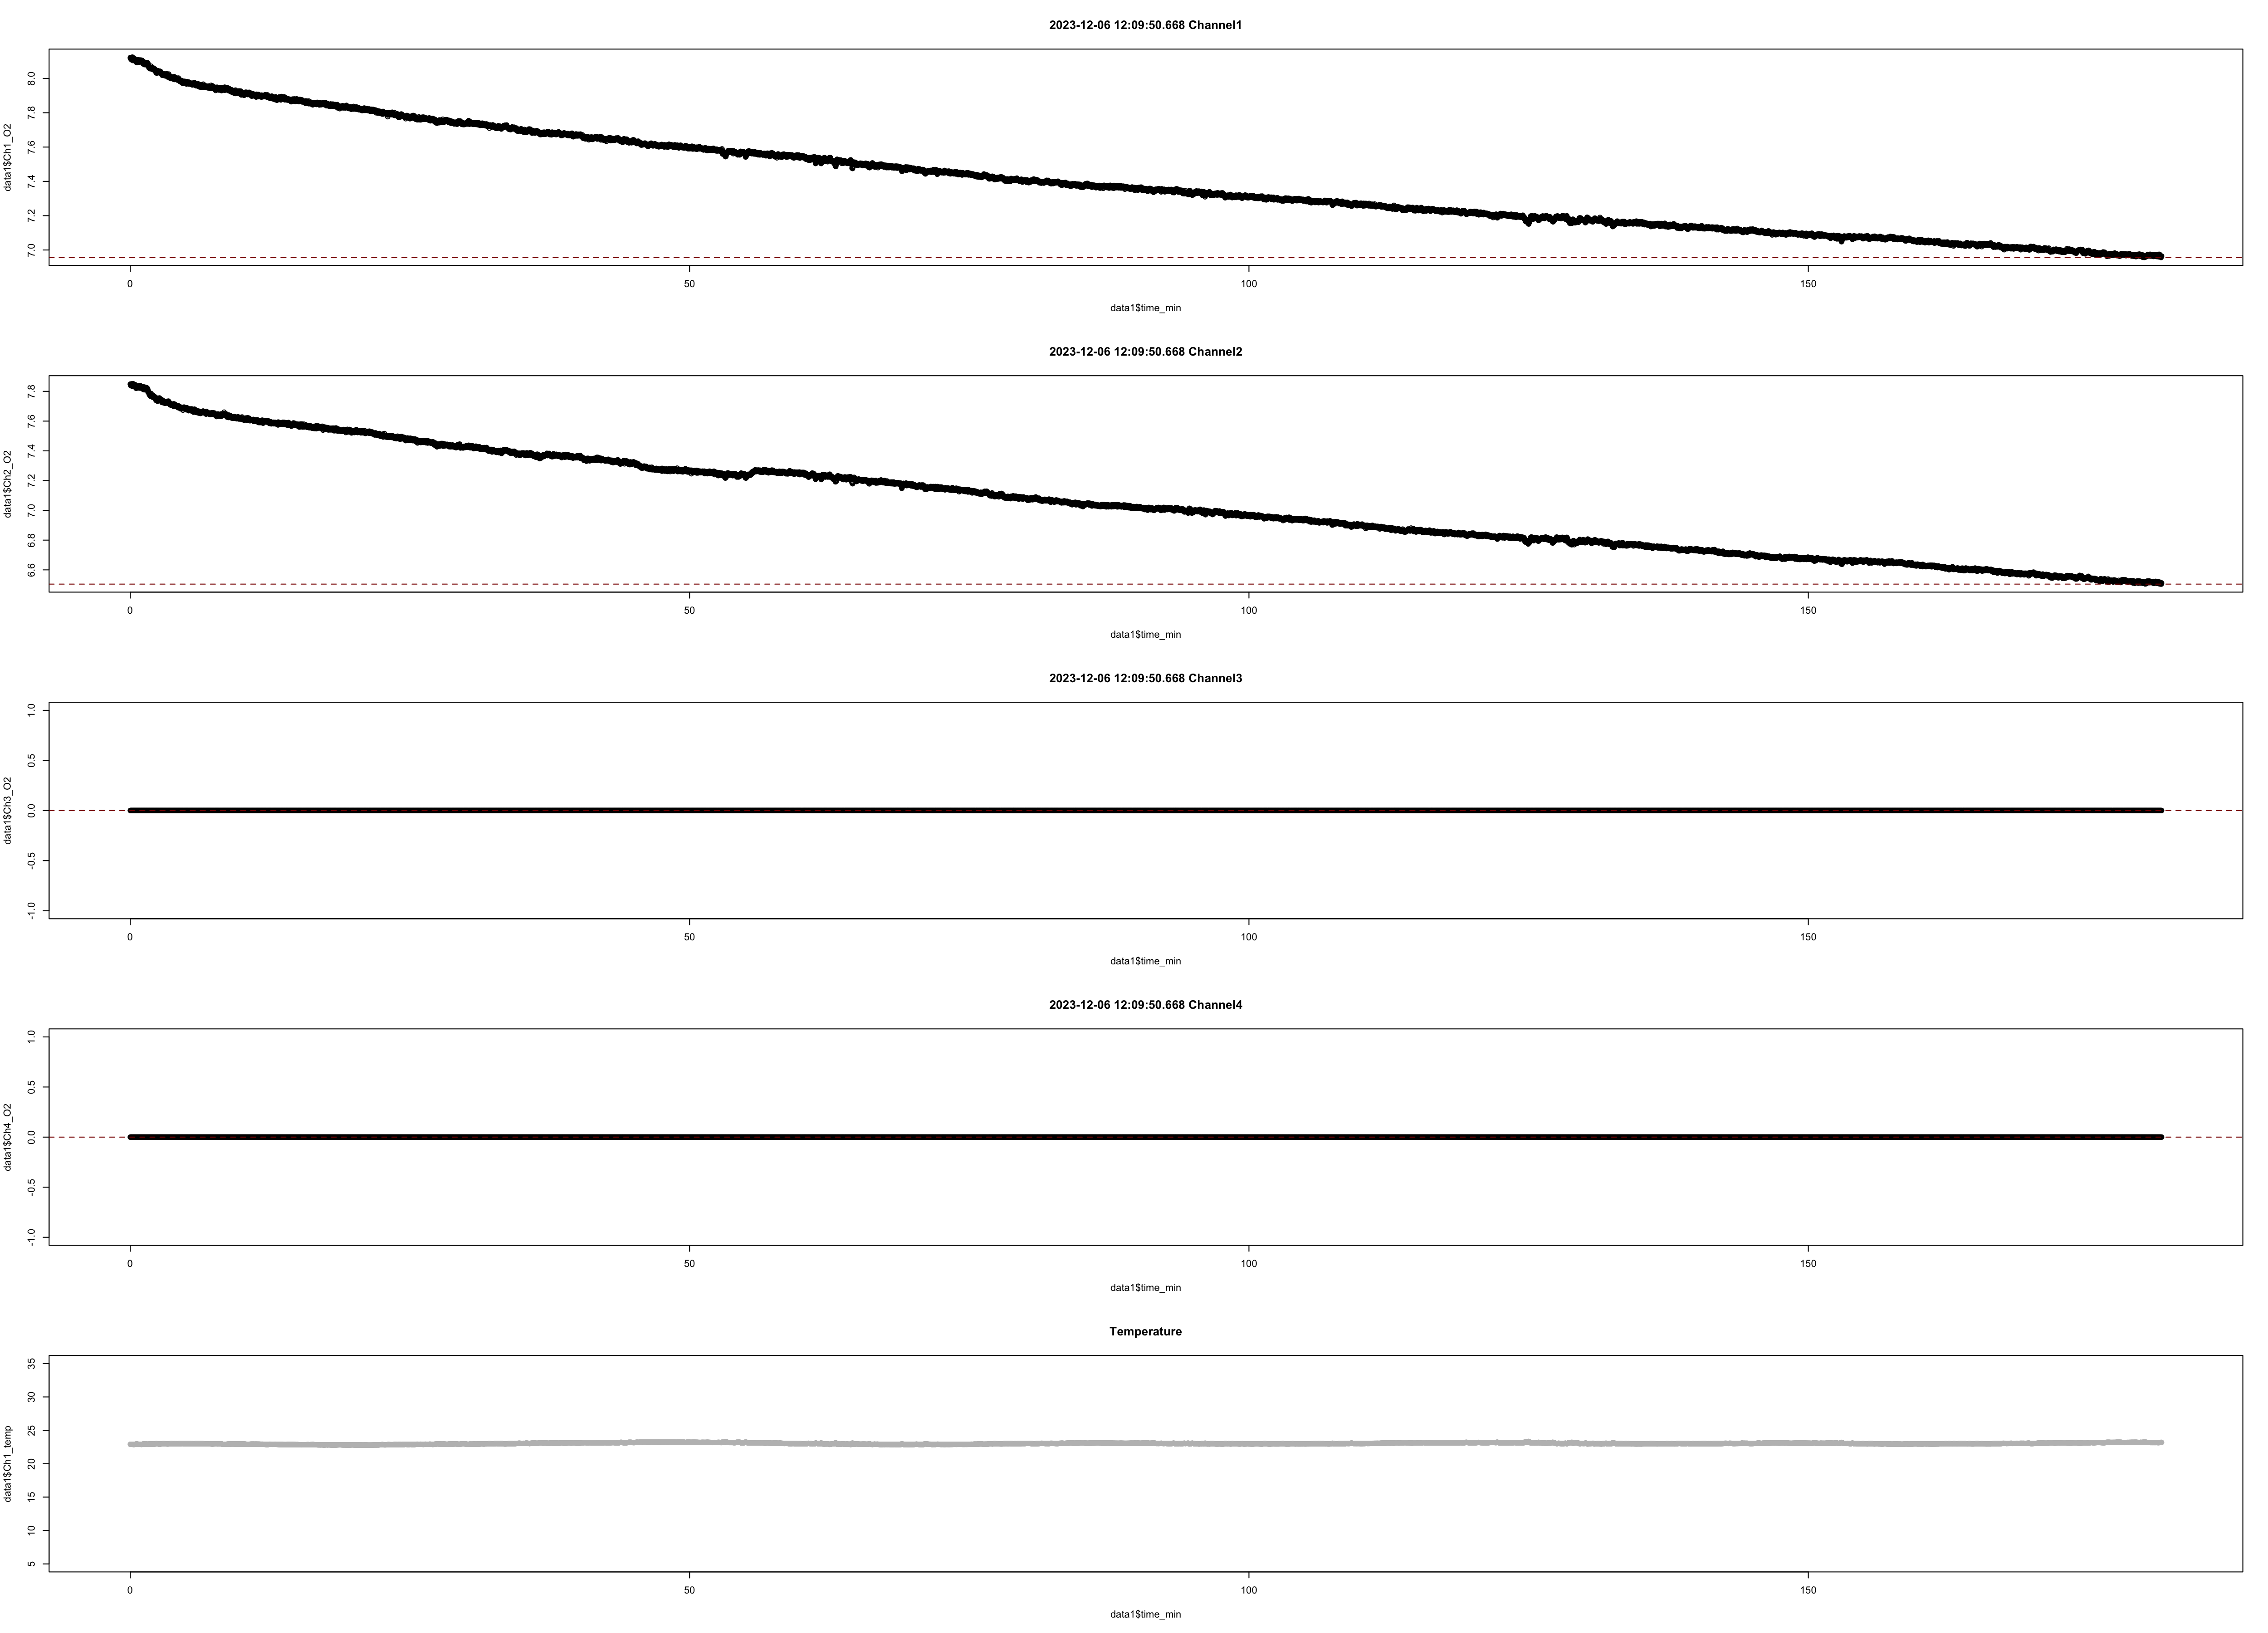 2023-12-06 12:09:50.668 Channel1
data1$Ch1_O2
8.0
7.8
7.6
7.4
7.2
7.0
0 50 100 150
data1$time_min
2023-12-06 12:09:50.668 Channel2
data1$Ch2_O2
7.8
7.6
7.4
7.2
7.0
6.8
6.6
0 50 100 150
data1$time_min
2023-12-06 12:09:50.668 Channel3
data1$Ch3_O2
1.0
0.5
0.0
-0.5
-1.0
0 50 100 150
data1$time_min
2023-12-06 12:09:50.668 Channel4
data1$Ch4_O2
1.0
0.5
0.0
-0.5
-1.0
0 50 100 150
data1$time_min
Temperature
data1$Ch1_temp
35
30
25
20
15
10
5
0 50 100 150
data1$time_min